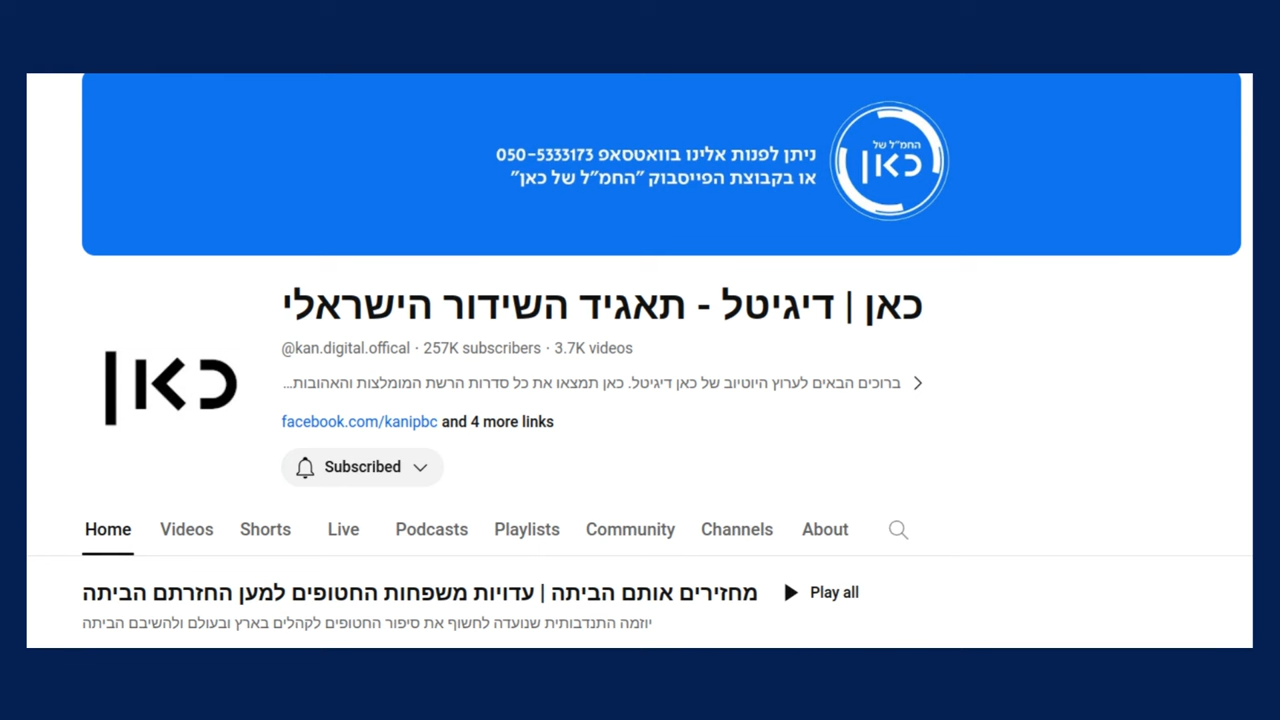 החמ"ל של
כאן
ניתן לפנות אלינו בוואטסאפ 050-5333173
או בקבוצת הפייסבוק "החמ"ל של כאן"
כאן | דיגיטל - תאגיד השידור הישראלי
@kan.digital.offical · 257K subscribers · 3.7K videos
ברוכים הבאים לערוץ היוטיוב של כאן דיגיטל. כאן תמצאו את כל סדרות הרשת המומלצות והאהובות...
כאן
facebook.com/kanipbc and 4 more links
Subscribed
Home Videos Shorts Live Podcasts Playlists Community Channels About
מחזירים אותם הביתה | עדויות משפחות החטופים למען החזרתם הביתה Play all
יוזמה התנדבותית שנועדה לחשוף את סיפור החטופים לקהלים בארץ ובעולם ולהשיבם הביתה